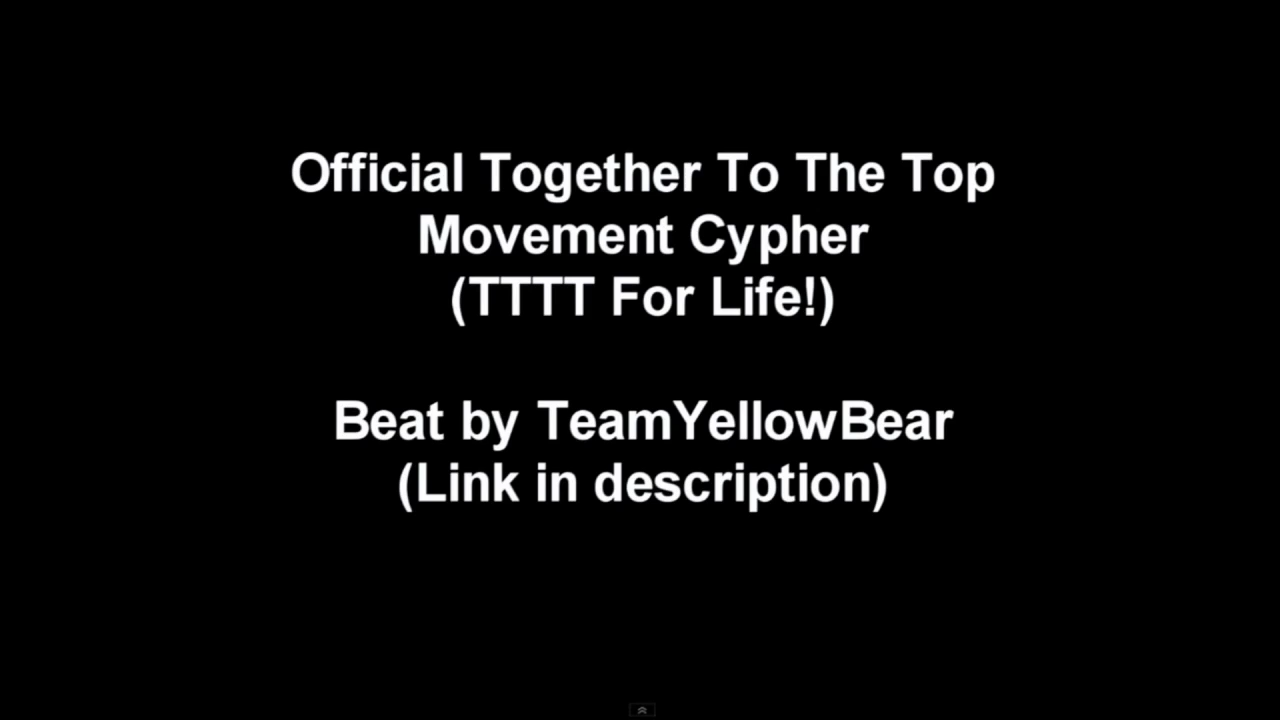 Official Together To The Top
Movement Cypher
(TTTT For Life!)
Beat by TeamYellowBear
(Link in description)